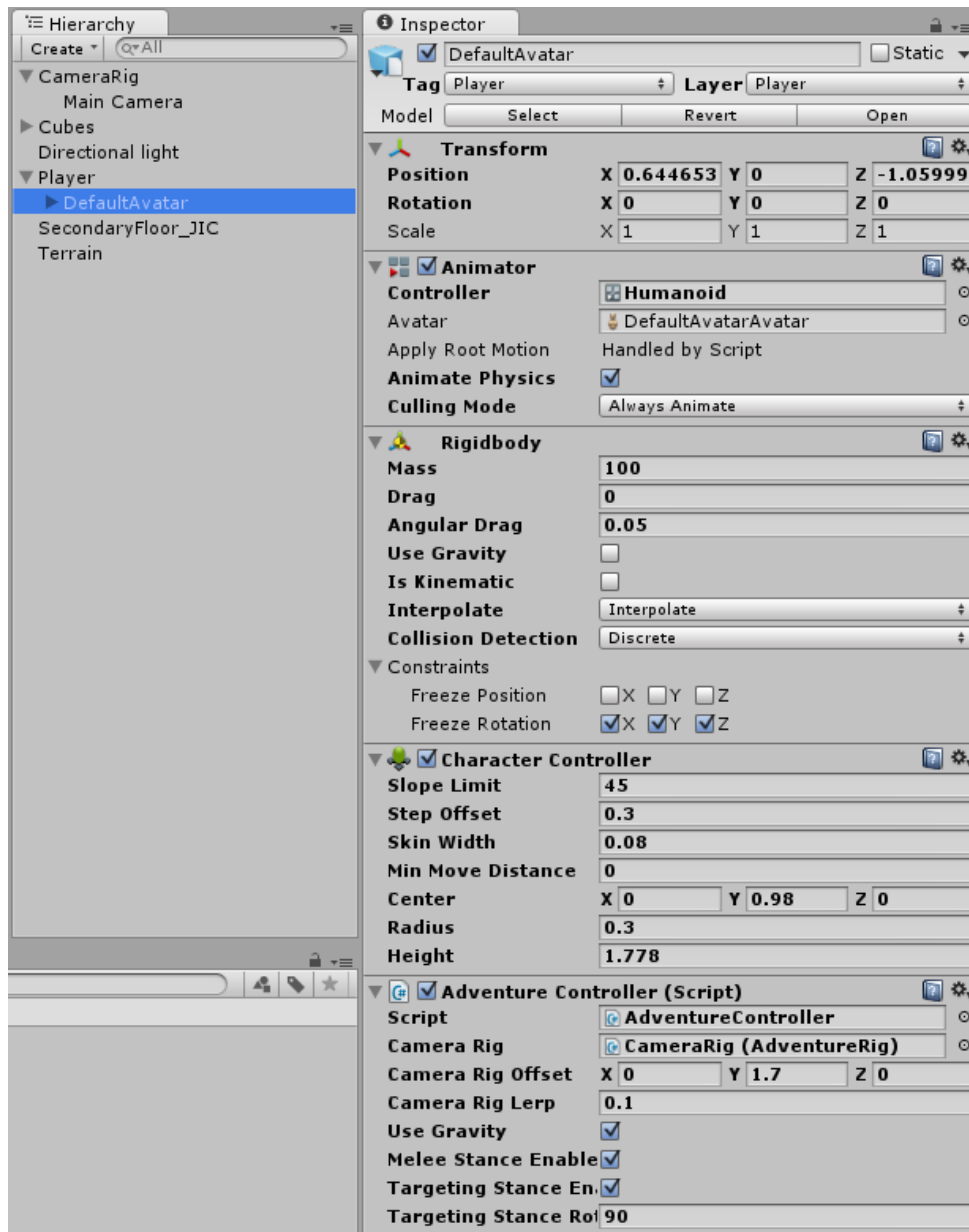 Hierarchy
Create All
CameraRig
Main Camera
Cubes
Directional light
Player
DefaultAvatar
SecondaryFloor_JIC
Terrain
Inspector
DefaultAvatar Static
Tag Player Layer Player
Model Select Revert Open
Transform
Position X 0.644653 Y 0 Z -1.05999
Rotation X 0 Y 0 Z 0
Scale X 1 Y 1 Z 1
Animator
Controller Humanoid
Avatar DefaultAvatarAvatar
Apply Root Motion Handled by Script
Animate Physics
Culling Mode Always Animate
Rigidbody
Mass 100
Drag 0
Angular Drag 0.05
Use Gravity
Is Kinematic
Interpolate Interpolate
Collision Detection Discrete
Constraints
Freeze Position X Y Z
Freeze Rotation X Y Z
Character Controller
Slope Limit 45
Step Offset 0.3
Skin Width 0.08
Min Move Distance 0
Center X 0 Y 0.98 Z 0
Radius 0.3
Height 1.778
Adventure Controller (Script)
Script AdventureController
Camera Rig CameraRig (AdventureRig)
Camera Rig Offset X 0 Y 1.7 Z 0
Camera Rig Lerp 0.1
Use Gravity
Melee Stance Enable
Targeting Stance En
Targeting Stance Rot 90